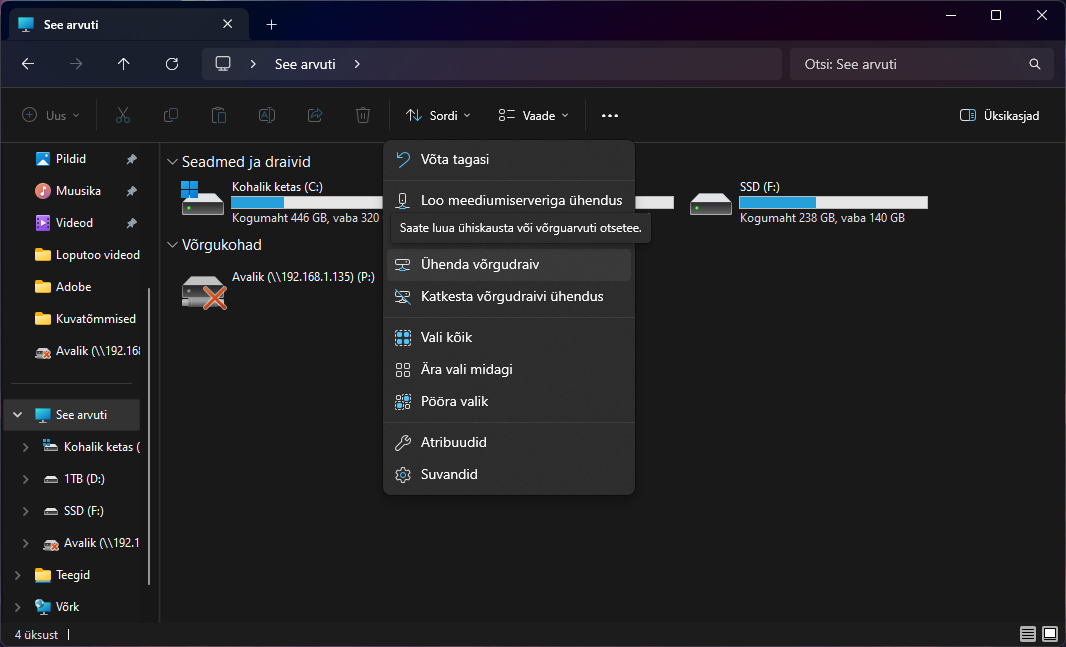 See arvuti
See arvuti
Otsi: See arvuti
Uus
Sordi
Vaade
Üksikasjad
Pildid
Muusika
Videod
Loputoo videod
Adobe
Kuvatõmmised
Avalik (\\192.168
See arvuti
Kohalik ketas (
1TB (D:)
SSD (F:)
Avalik (\\192.1
Teegid
Võrk
Seadmed ja draivid
Kohalik ketas (C:)
Kogumaht 446 GB, vaba 320
SSD (F:)
Kogumaht 238 GB, vaba 140 GB
Võrgukohad
Avalik (\\192.168.1.135) (P:)
Võta tagasi
Loo meediumiserveriga ühendus
Saate luua ühiskausta või võrguarvuti otsetee.
Ühenda võrgudraiv
Katkesta võrgudraivi ühendus
Vali kõik
Ära vali midagi
Pööra valik
Atribuudid
Suvandid
4 üksust